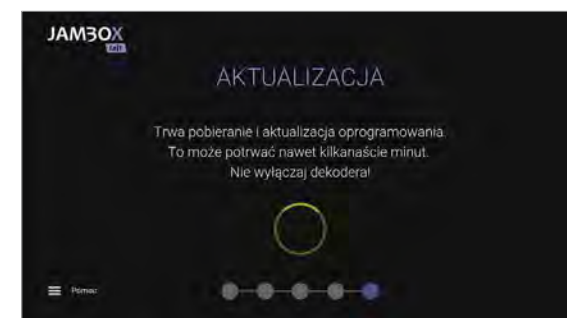 JAMBOX
AKTUALIZACJA
Trwa pobieranie i aktualizacja oprogramowania.
To może potrwać nawet kilkanaście minut.
Nie wyłączaj dekodera!
Pomoc